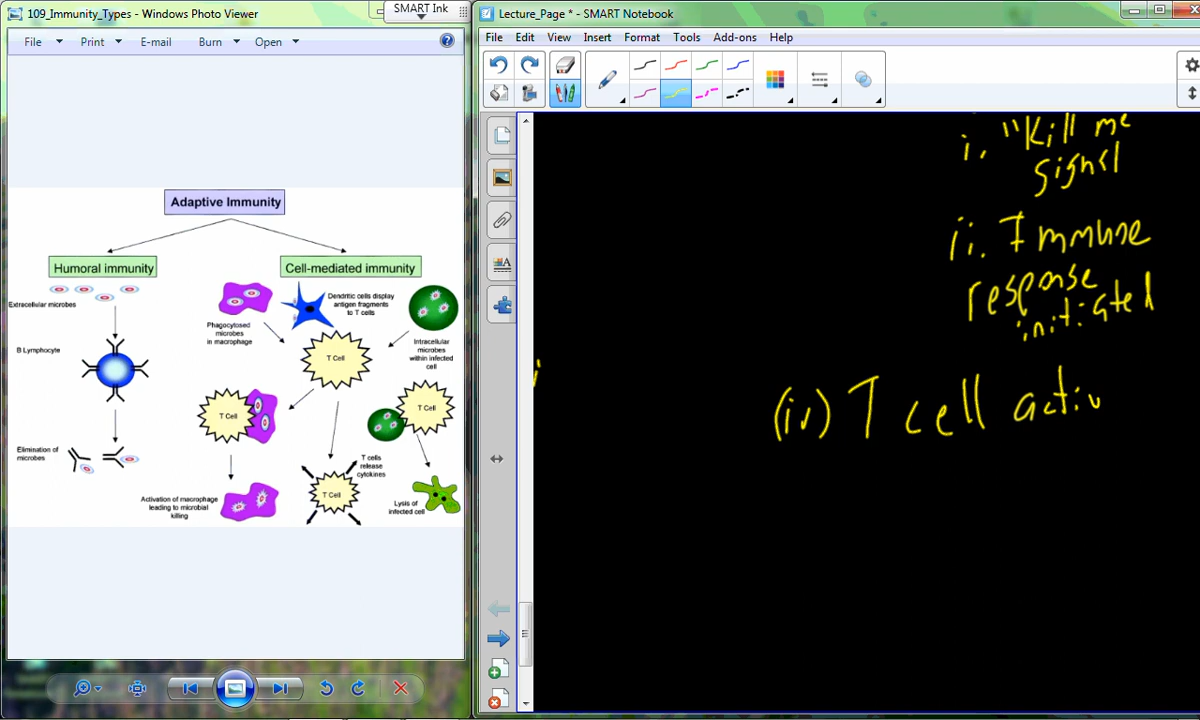 109_Immunity_Types - Windows Photo Viewer
SMART Ink
File Print E-mail Burn Open
Adaptive Immunity
Humoral immunity
Cell-mediated immunity
Extracellular microbes
Phagocytosed
microbes
in macrophage
Dendritic cells display
antigen fragments
to T cells
Intracellular
microbes
within infected
cell
B Lymphocyte
T Cell
T Cell
T Cell
Elimination of
microbes
T cells
release
cytokines
T Cell
Activation of macrophage
leading to microbial
killing
Lysis of
infected cell
Lecture_Page * - SMART Notebook
File Edit View Insert Format Tools Add-ons Help
i. "Kill me
signal
ii. Immune
response
initiated
(iv) T cell activ